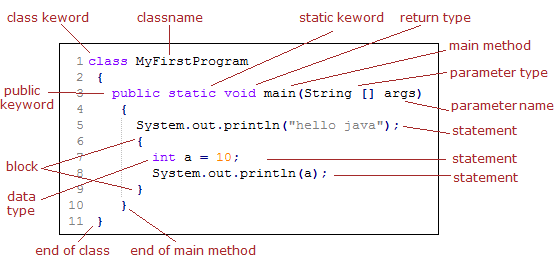 class keword
classname
static keword
return type
main method
parameter type
public
keyword
parameter name
statement
block
statement
statement
data
type
end of class
end of main method
1 class MyFirstProgram
2 {
3 public static void main(String [] args)
4 {
5 System.out.println("hello java");
6 {
7 int a = 10;
8 System.out.println(a);
9 }
10 }
11 }